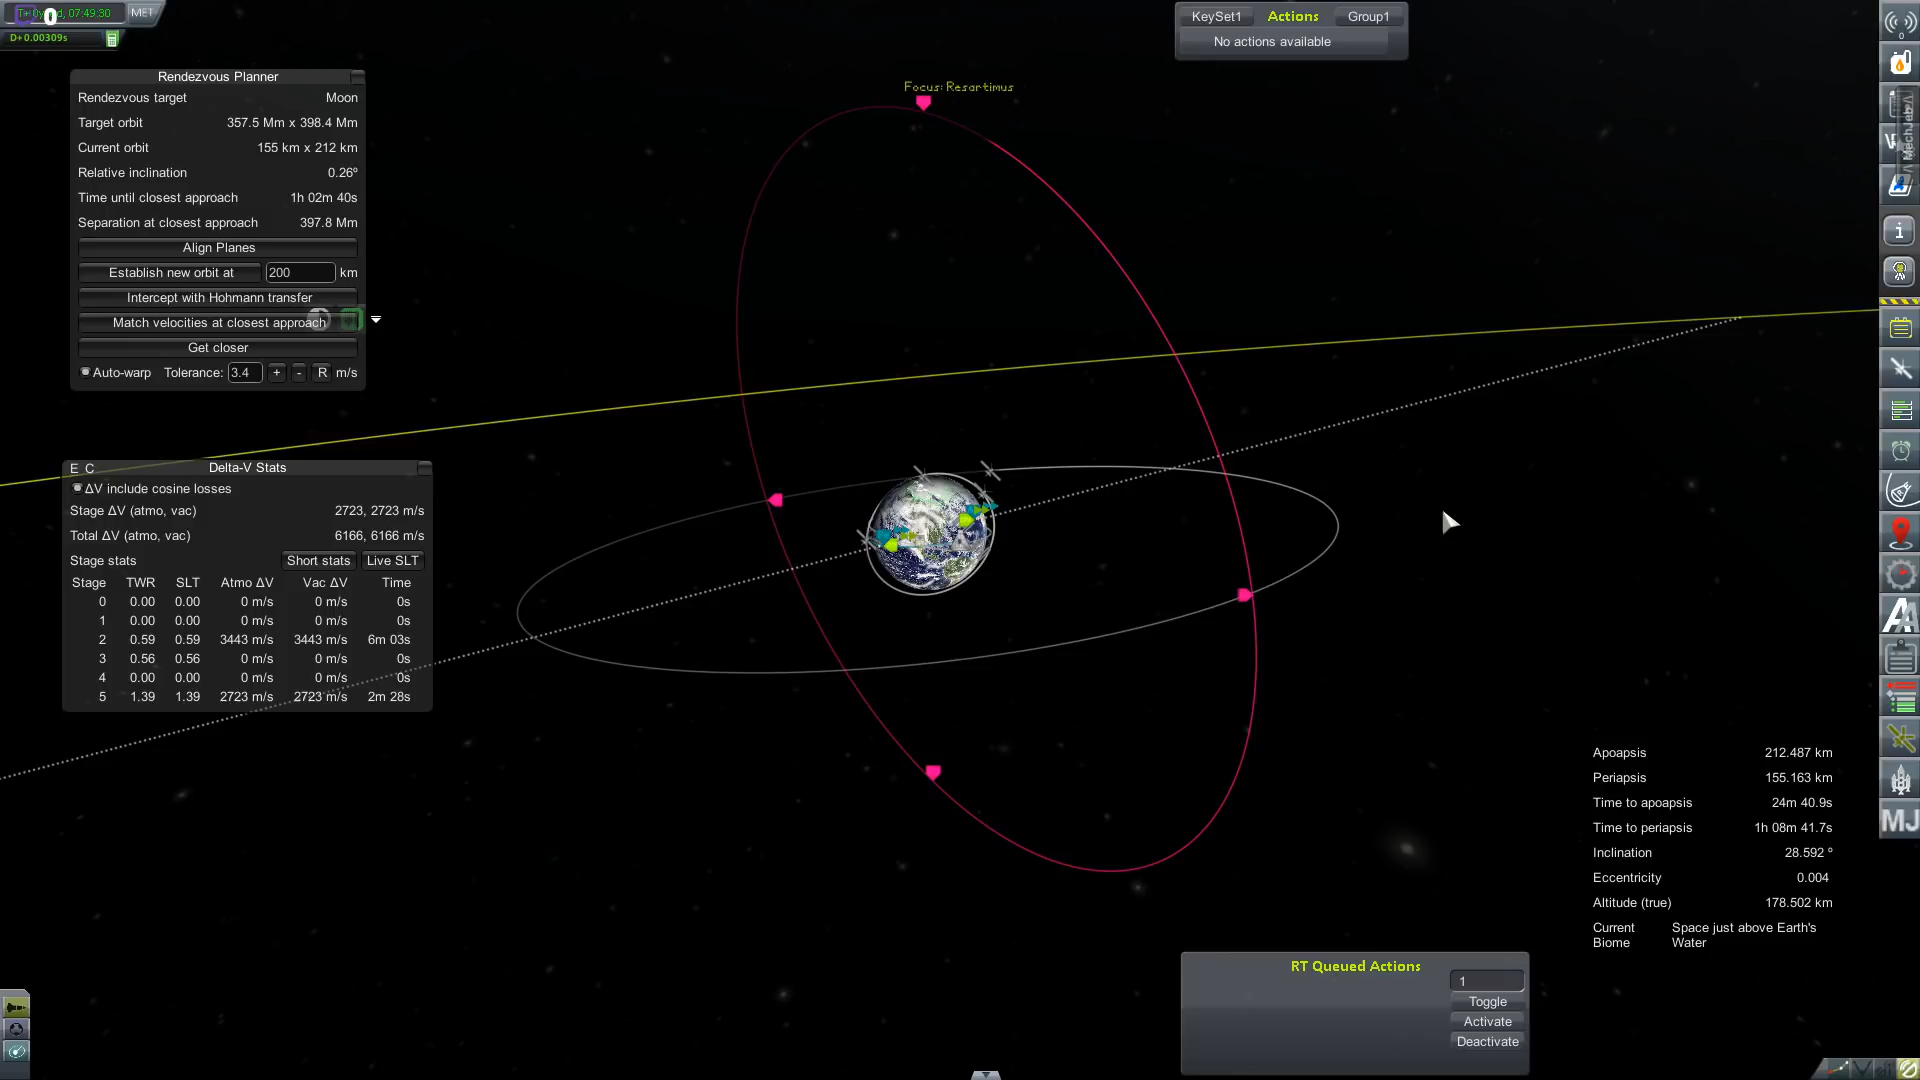 07:49:30 MET
0
D+0.00309s
KeySet1 Actions Group1
No actions available
0
MechJeb
Focus: Resartimus
Rendezvous Planner
Rendezvous target Moon
Target orbit 357.5 Mm x 398.4 Mm
Current orbit 155 km x 212 km
Relative inclination 0.26º
Time until closest approach 1h 02m 40s
Separation at closest approach 397.8 Mm
Align Planes
Establish new orbit at 200 km
Intercept with Hohmann transfer
Match velocities at closest approach
Get closer
Auto-warp Tolerance: 3.4 + - R m/s
E C Delta-V Stats
ΔV include cosine losses
Stage ΔV (atmo, vac) 2723, 2723 m/s
Total ΔV (atmo, vac) 6166, 6166 m/s
Stage stats Short stats Live SLT
Stage TWR SLT Atmo ΔV Vac ΔV Time
0 0.00 0.00 0 m/s 0 m/s 0s
1 0.00 0.00 0 m/s 0 m/s 0s
2 0.59 0.59 3443 m/s 3443 m/s 6m 03s
3 0.56 0.56 0 m/s 0 m/s 0s
4 0.00 0.00 0 m/s 0 m/s 0s
5 1.39 1.39 2723 m/s 2723 m/s 2m 28s
Apoapsis 212.487 km
Periapsis 155.163 km
Time to apoapsis 24m 40.9s
Time to periapsis 1h 08m 41.7s
Inclination 28.592 º
Eccentricity 0.004
Altitude (true) 178.502 km
Current Biome Space just above Earth's Water
MJ
RT Queued Actions
1
Toggle
Activate
Deactivate